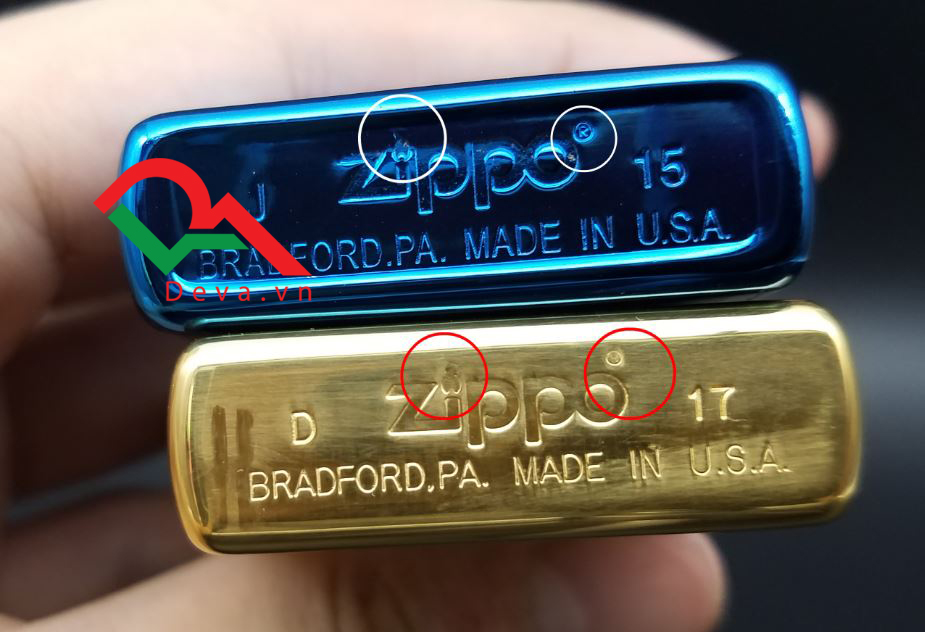 zippo ®
J 15
BRADFORD.PA. MADE IN U.S.A.
Deva.vn
zippo
D 17
BRADFORD,PA. MADE IN U.S.A.